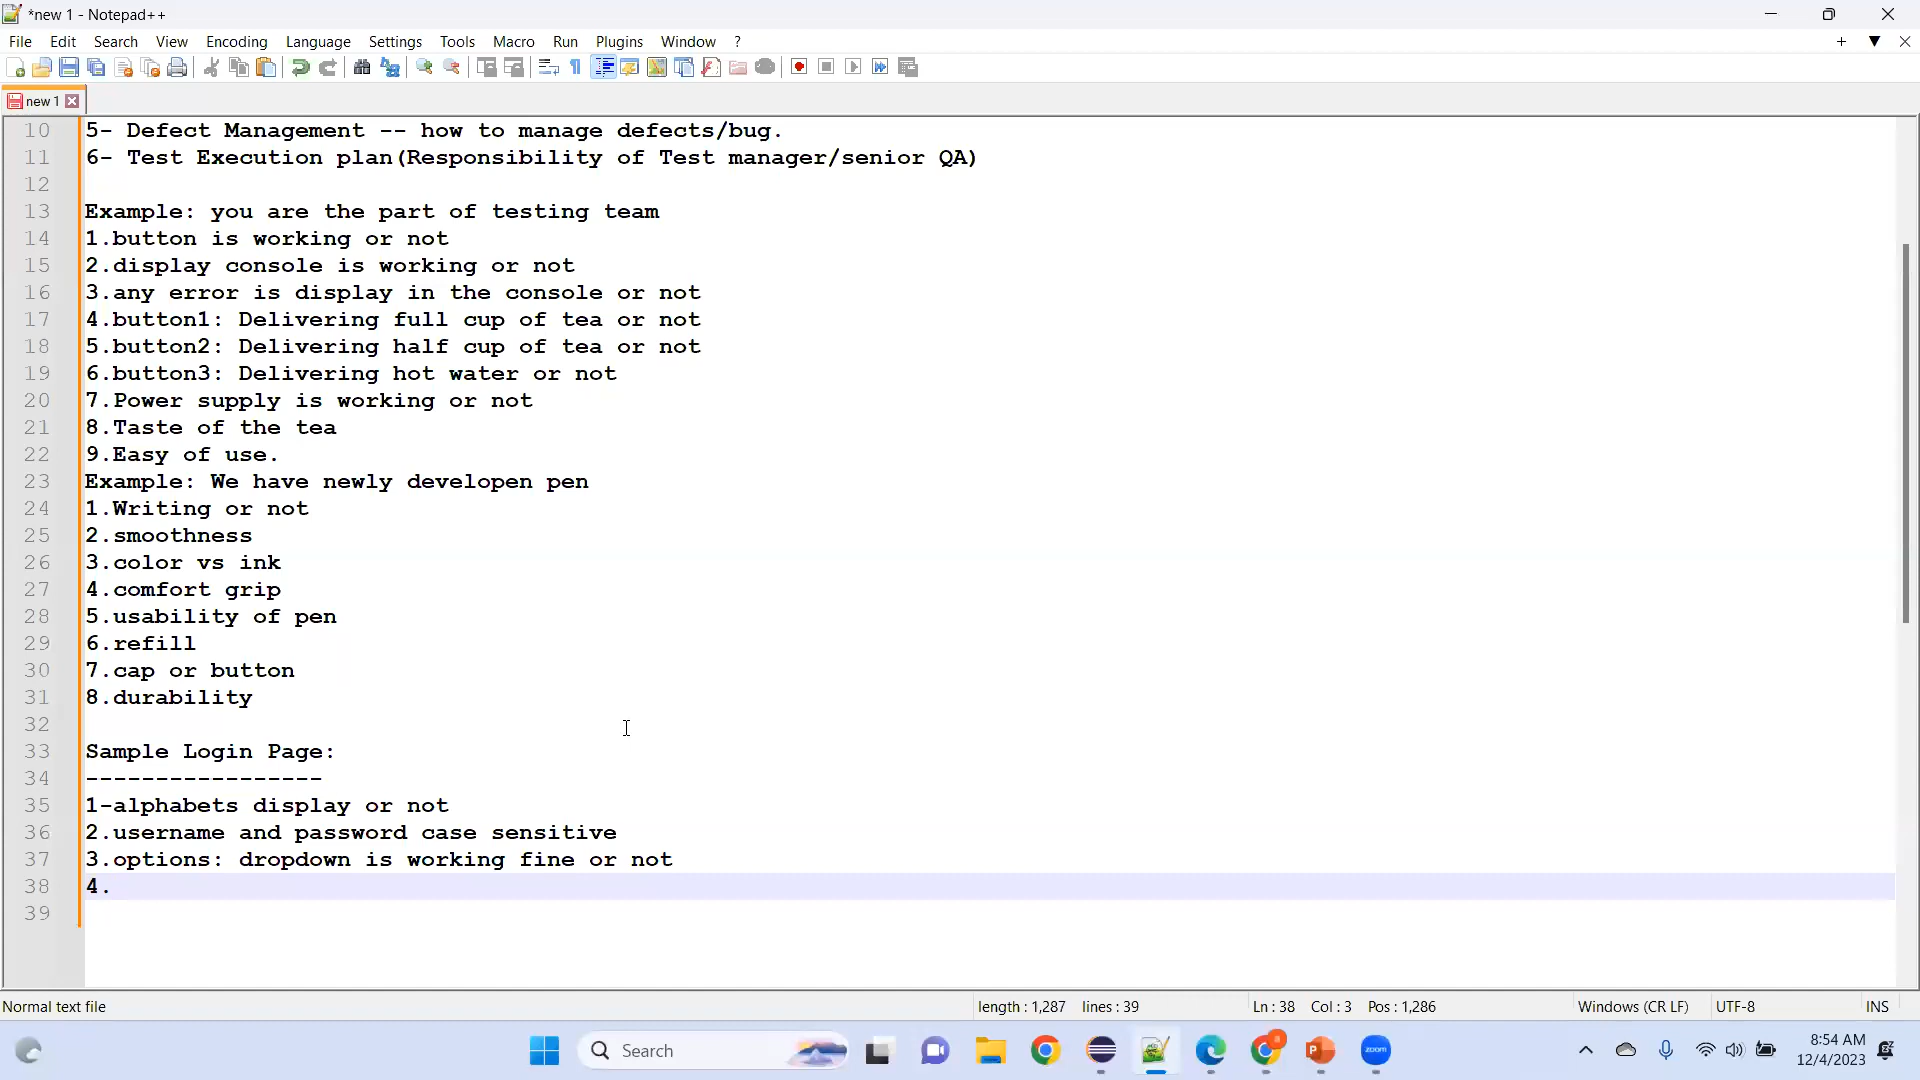 *new 1 - Notepad++
File Edit Search View Encoding Language Settings Tools Macro Run Plugins Window ?
new 1
10 5- Defect Management -- how to manage defects/bug.
11 6- Test Execution plan(Responsibility of Test manager/senior QA)
12
13 Example: you are the part of testing team
14 1.button is working or not
15 2.display console is working or not
16 3.any error is display in the console or not
17 4.button1: Delivering full cup of tea or not
18 5.button2: Delivering half cup of tea or not
19 6.button3: Delivering hot water or not
20 7.Power supply is working or not
21 8.Taste of the tea
22 9.Easy of use.
23 Example: We have newly developen pen
24 1.Writing or not
25 2.smoothness
26 3.color vs ink
27 4.comfort grip
28 5.usability of pen
29 6.refill
30 7.cap or button
31 8.durability
32
33 Sample Login Page:
34 -----------------
35 1-alphabets display or not
36 2.username and password case sensitive
37 3.options: dropdown is working fine or not
38 4.
39
Normal text file length : 1,287 lines : 39 Ln : 38 Col : 3 Pos : 1,286 Windows (CR LF) UTF-8 INS
Search zoom 8:54 AM
12/4/2023